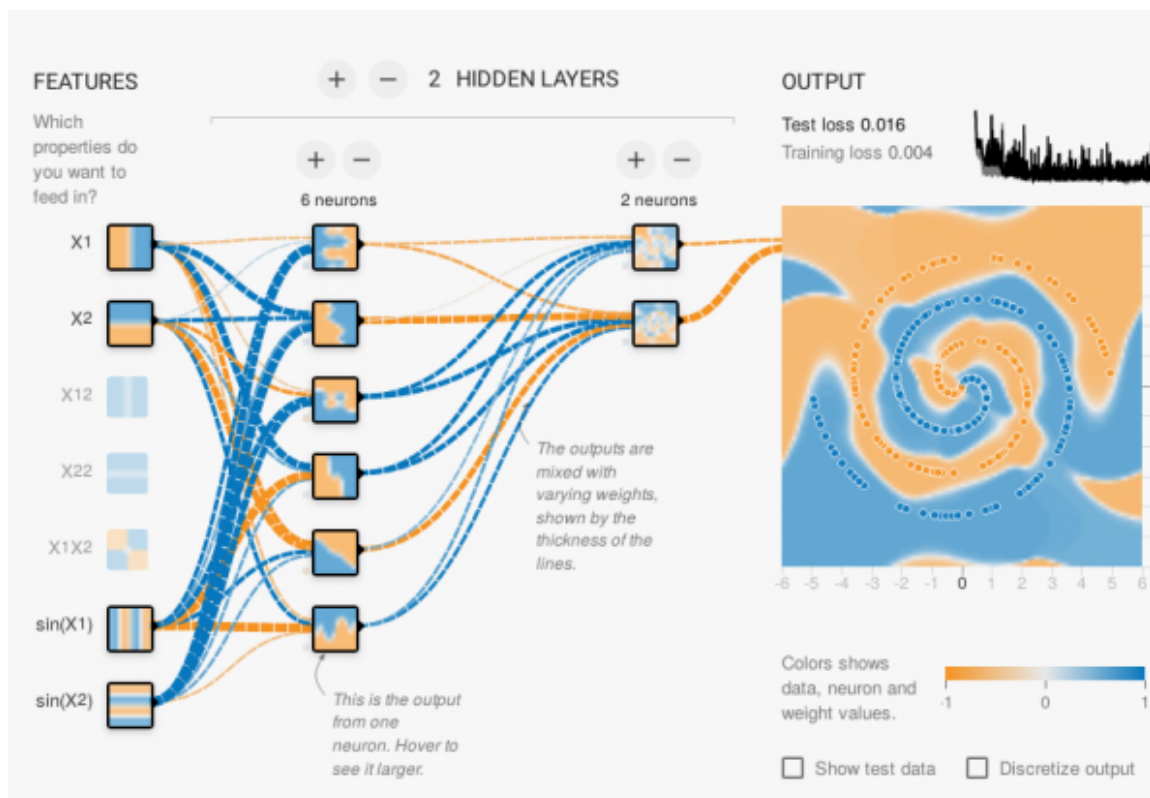 FEATURES
Which
properties do
you want to
feed in?
+ − 2 HIDDEN LAYERS
+ −
6 neurons
+ −
2 neurons
X1
X2
X12
X22
X1X2
sin(X1)
sin(X2)
The outputs are
mixed with
varying weights,
shown by the
thickness of the
lines.
This is the output
from one
neuron. Hover to
see it larger.
OUTPUT
Test loss 0.016
Training loss 0.004
-6 -5 -4 -3 -2 -1 0 1 2 3 4 5 6
Colors shows
data, neuron and
weight values.
-1 0 1
Show test data
Discretize output